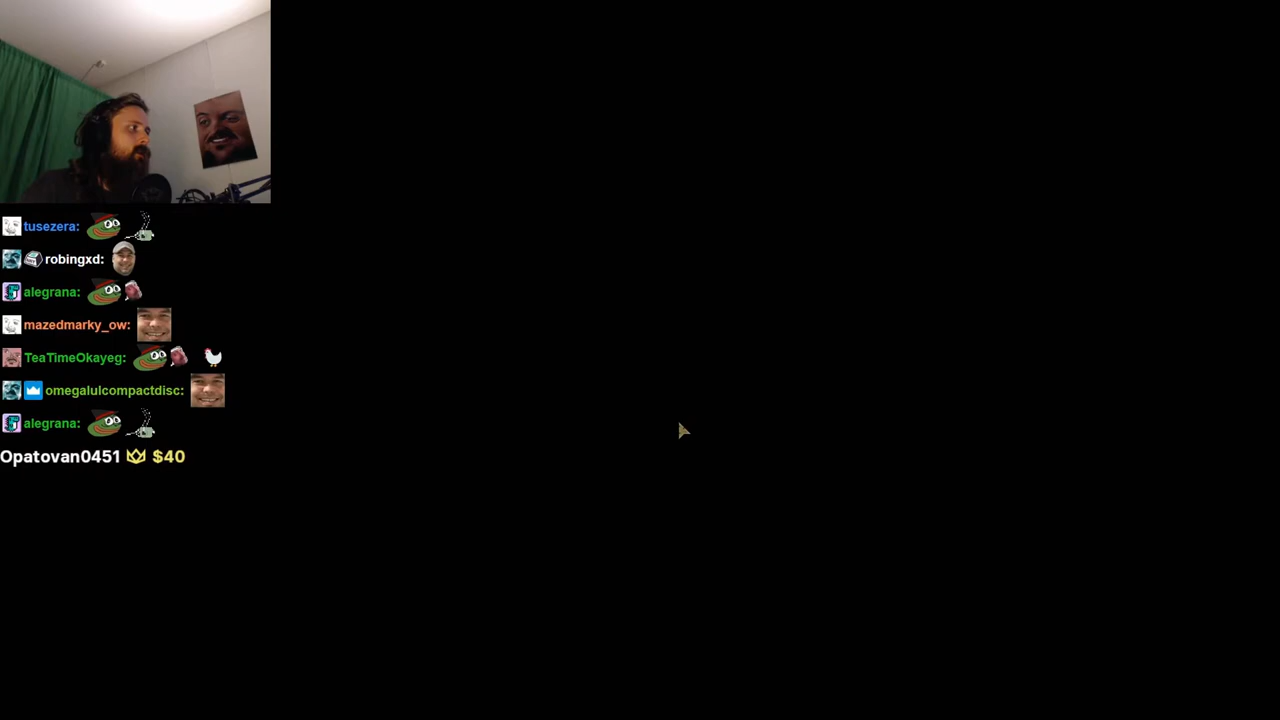 tusezera:
robingxd:
alegrana:
mazedmarky_ow:
TeaTimeOkayeg:
omegalulcompactdisc:
alegrana:
Opatovan0451 $40